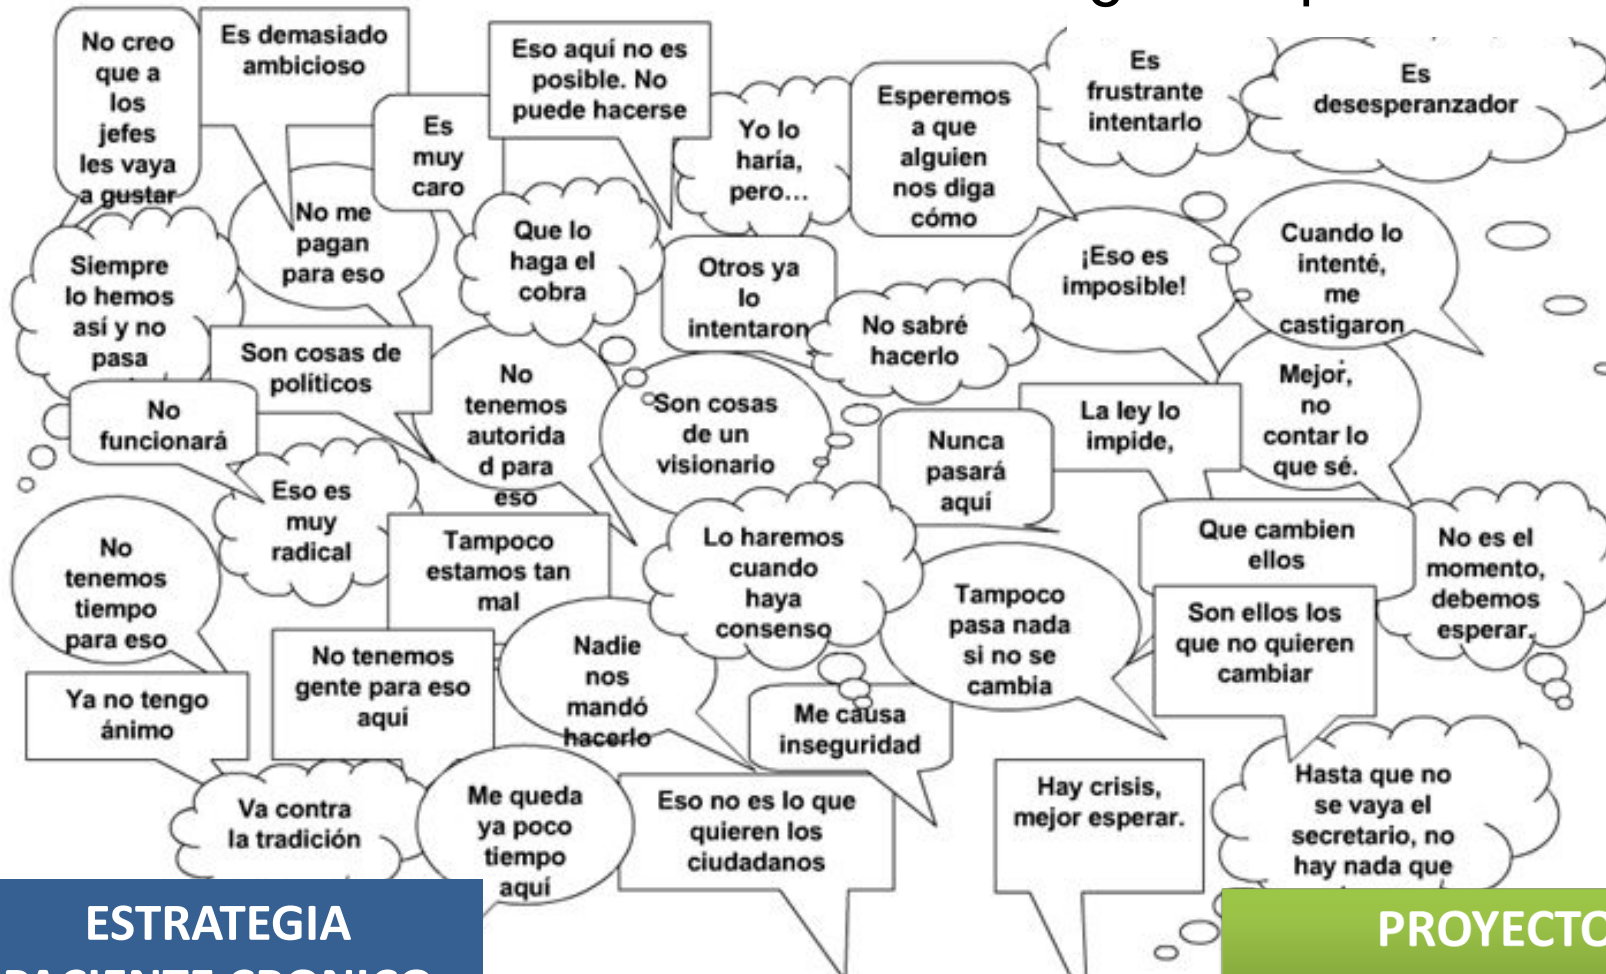 No creo
que a
los
jefes
les vaya
a gustar
Es demasiado
ambicioso
Es
muy
caro
Eso aquí no es
posible. No
puede hacerse
Yo lo
haría,
pero...
Esperemos
a que
alguien
nos diga
cómo
Es
frustrante
intentarlo
Es
desesperanzador
Siempre
lo hemos
así y no
pasa
No me
pagan
para eso
Que lo
haga el
cobra
Otros ya
lo
intentaron
No sabré
hacerlo
¡Eso es
imposible!
Cuando lo
intenté,
me
castigaron
Son cosas de
políticos
No
funcionará
No
tenemos
autorida
d para
eso
Son cosas
de un
visionario
Nunca
pasará
aquí
La ley lo
impide,
Mejor,
no
contar lo
que sé.
Eso es
muy
radical
No
tenemos
tiempo
para eso
Tampoco
estamos tan
mal
Lo haremos
cuando
haya
consenso
Que cambien
ellos
No es el
momento,
debemos
esperar.
Tampoco
pasa nada
si no se
cambia
Son ellos los
que no quieren
cambiar
Ya no tengo
ánimo
No tenemos
gente para eso
aquí
Nadie
nos
mandó
hacerlo
Me causa
inseguridad
Va contra
la tradición
Me queda
ya poco
tiempo
aquí
Eso no es lo que
quieren los
ciudadanos
Hay crisis,
mejor esperar.
Hasta que no
se vaya el
secretario, no
hay nada que
ESTRATEGIA
PACIENTE CRONICO
PROYECTO